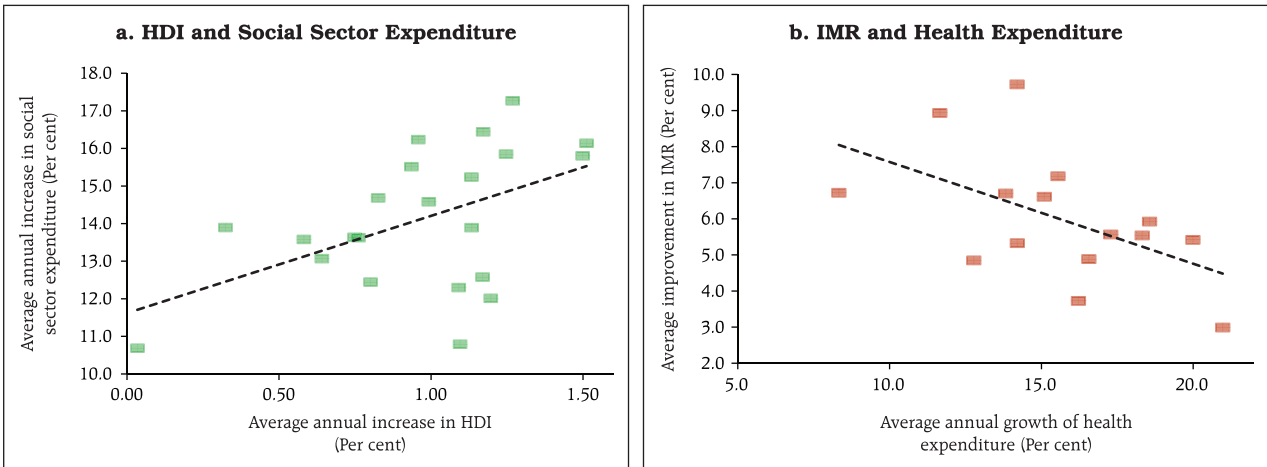 a. HDI and Social Sector Expenditure
Average annual increase in social
sector expenditure (Per cent)
18.0
17.0
16.0
15.0
14.0
13.0
12.0
11.0
10.0
0.00
0.50
1.00
1.50
Average annual increase in HDI
(Per cent)
b. IMR and Health Expenditure
Average improvement in IMR (Per cent)
10.0
9.0
8.0
7.0
6.0
5.0
4.0
3.0
2.0
5.0
10.0
15.0
20.0
Average annual growth of health
expenditure (Per cent)